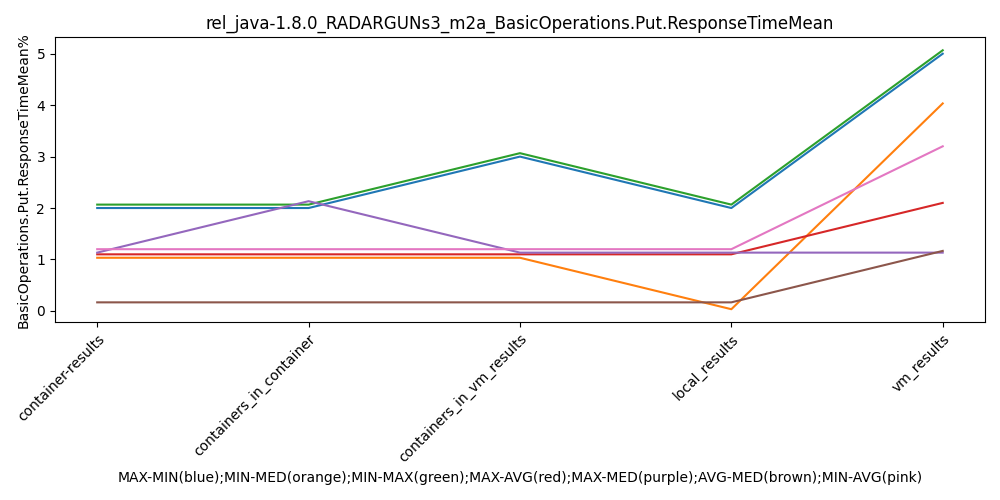 rel_java-1.8.0_RADARGUNs3_m2a_BasicOperations.Put.ResponseTimeMean
BasicOperations.Put.ResponseTimeMean%
5
4
3
2
1
0
container-results
containers_in_container
containers_in_vm_results
local_results
vm_results
MAX-MIN(blue);MIN-MED(orange);MIN-MAX(green);MAX-AVG(red);MAX-MED(purple);AVG-MED(brown);MIN-AVG(pink)